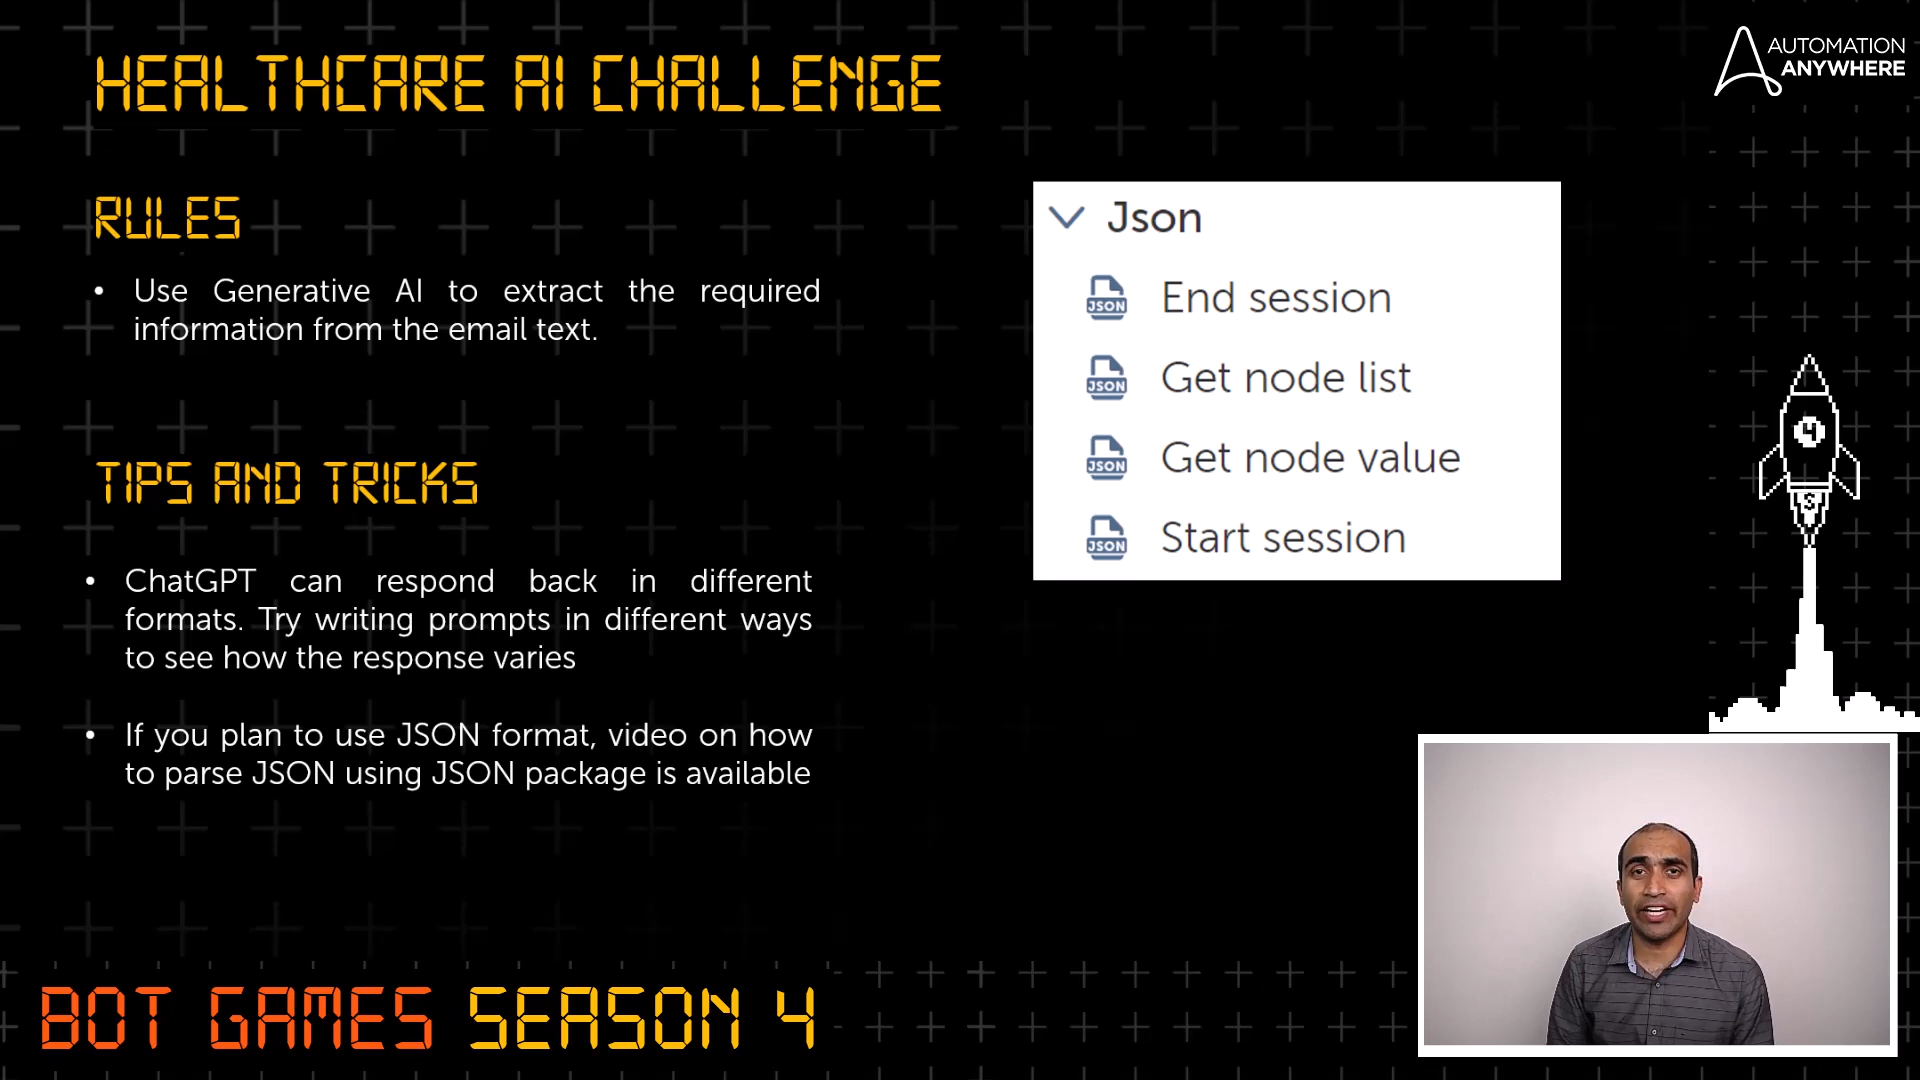 HEALTHCARE AI CHALLENGE
AUTOMATION
ANYWHERE
RULES
• Use Generative AI to extract the required
information from the email text.
TIPS AND TRICKS
• ChatGPT can respond back in different
formats. Try writing prompts in different ways
to see how the response varies
• If you plan to use JSON format, video on how
to parse JSON using JSON package is available
Json
JSON End session
JSON Get node list
JSON Get node value
JSON Start session
4
S
BOT GAMES SEASON 4